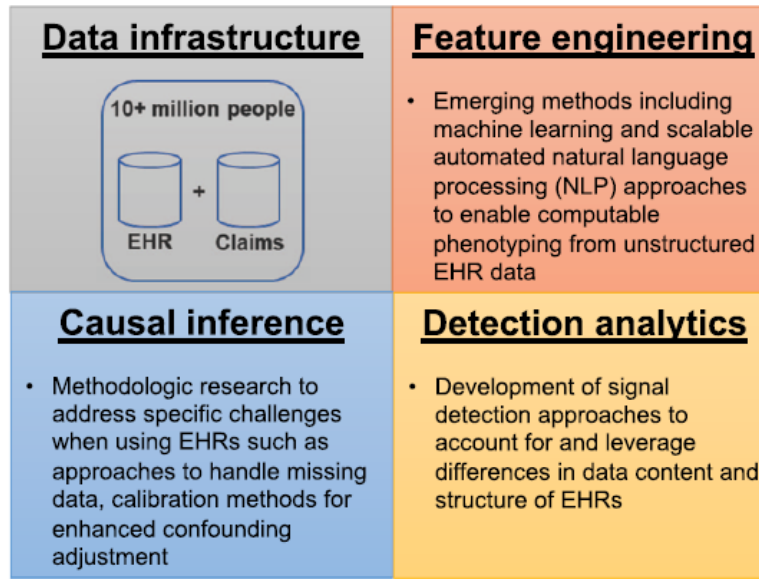 Data infrastructure
10+ million people
+
EHR Claims
Feature engineering
• Emerging methods including
machine learning and scalable
automated natural language
processing (NLP) approaches
to enable computable
phenotyping from unstructured
EHR data
Causal inference
• Methodologic research to
address specific challenges
when using EHRs such as
approaches to handle missing
data, calibration methods for
enhanced confounding
adjustment
Detection analytics
• Development of signal
detection approaches to
account for and leverage
differences in data content and
structure of EHRs